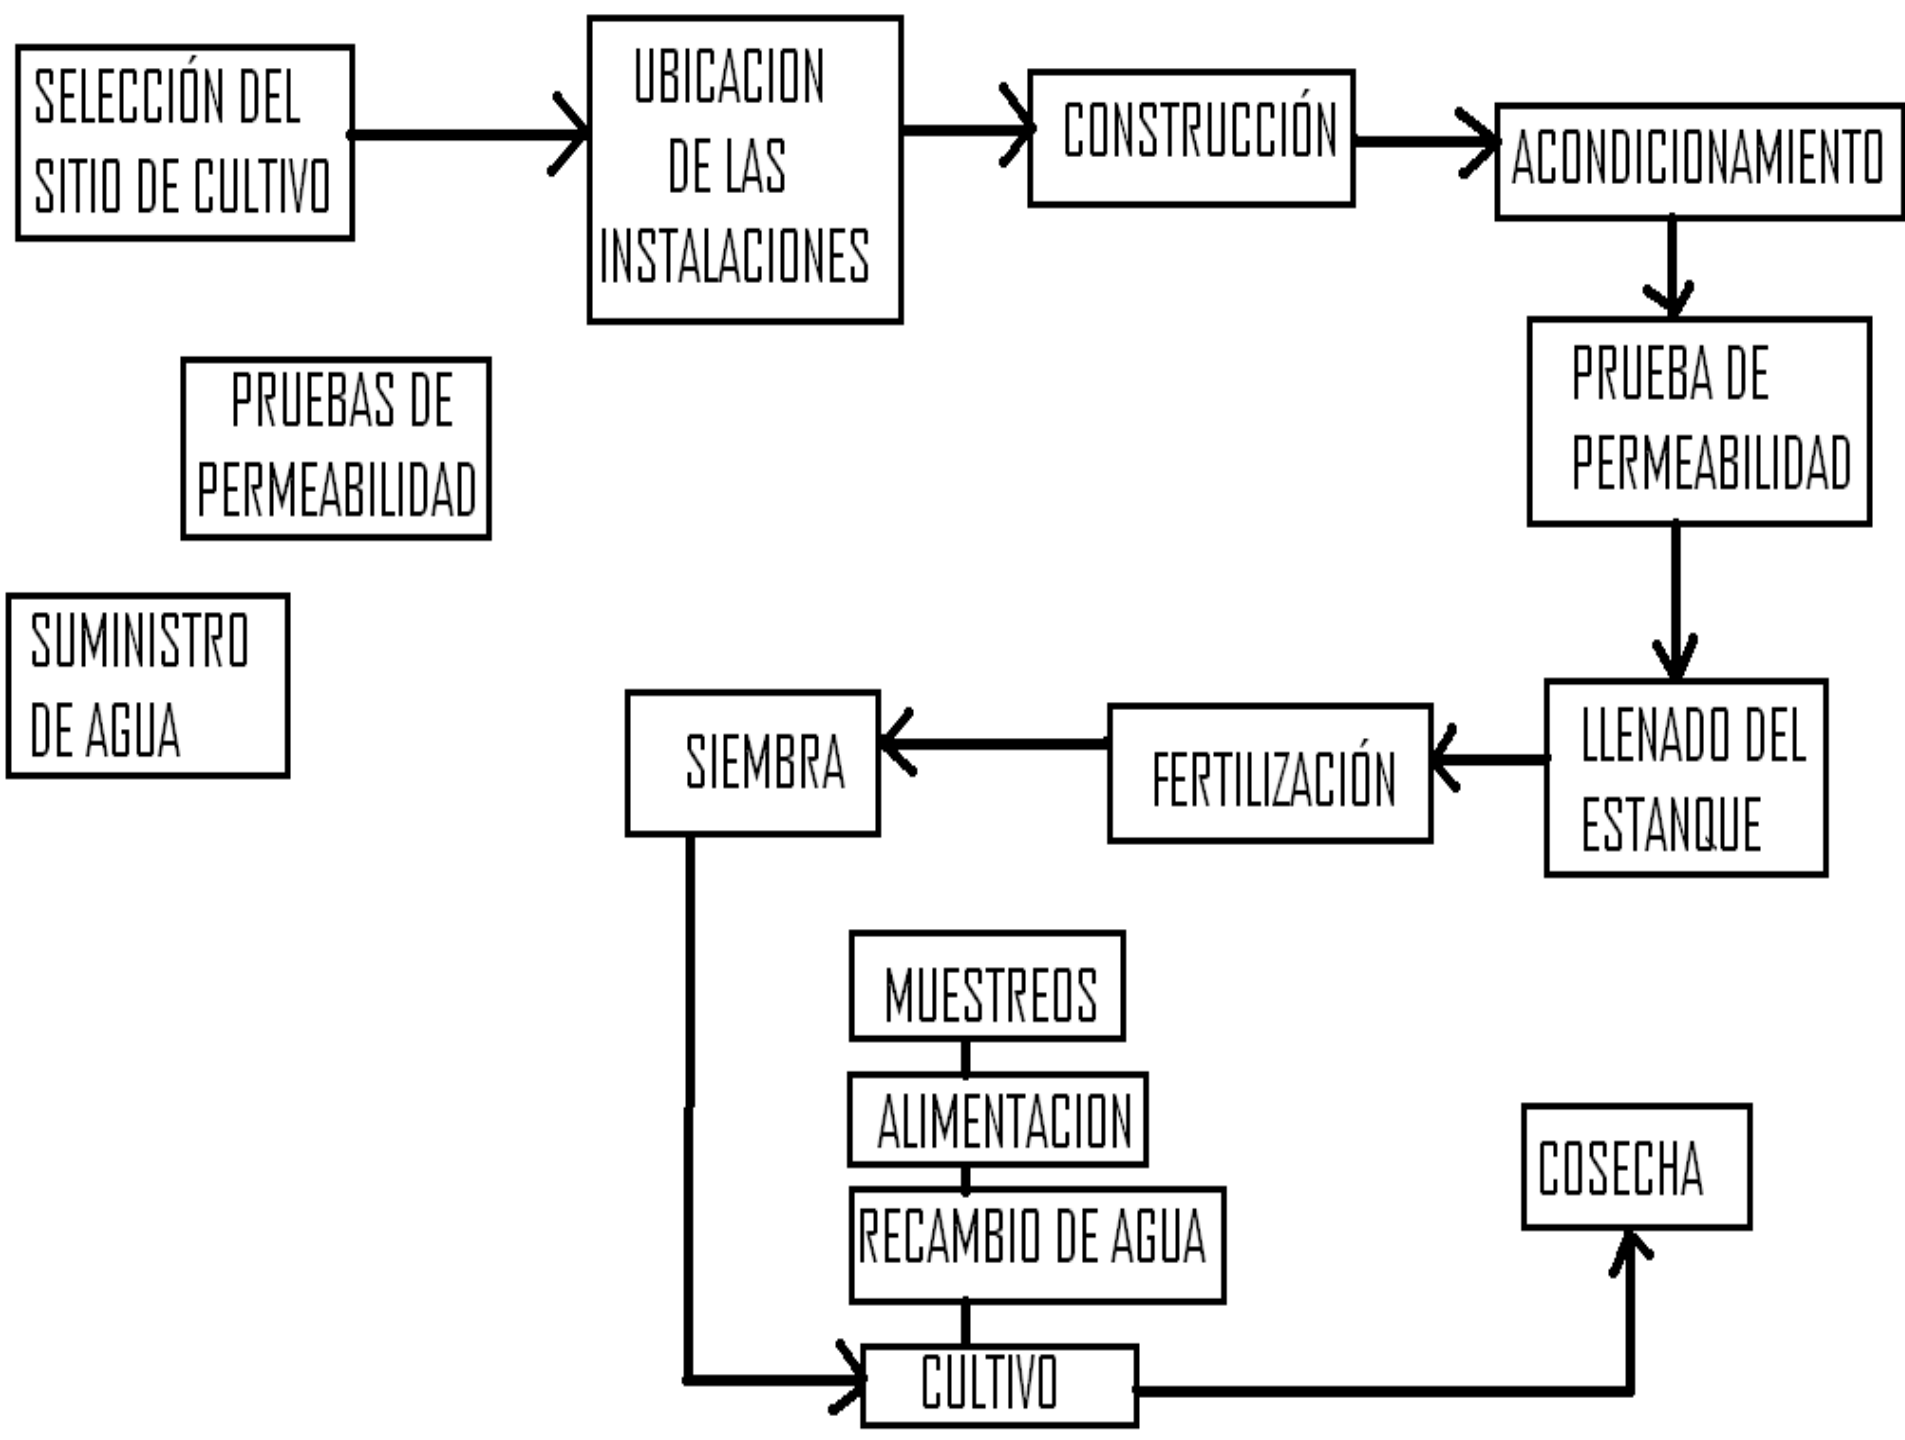 SELECCIÓN DEL
SITIO DE CULTIVO
UBICACION
DE LAS
INSTALACIONES
CONSTRUCCIÓN
ACONDICIONAMIENTO
PRUEBAS DE
PERMEABILIDAD
PRUEBA DE
PERMEABILIDAD
SUMINISTRO
DE AGUA
SIEMBRA
FERTILIZACIÓN
LLENADO DEL
ESTANQUE
MUESTREOS
ALIMENTACION
RECAMBIO DE AGUA
CULTIVO
COSECHA